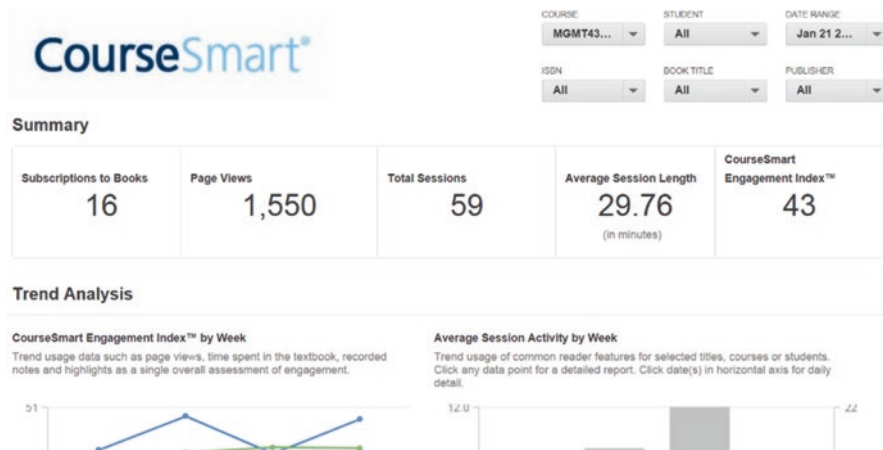 CourseSmart®
COURSE STUDENT DATE RANGE
MGMT43... All Jan 21 2...
ISBN BOOK TITLE PUBLISHER
All All All
Summary
Subscriptions to Books
16
Page Views
1,550
Total Sessions
59
Average Session Length
29.76
(in minutes)
CourseSmart
Engagement Index™
43
Trend Analysis
CourseSmart Engagement Index™ by Week
Trend usage data such as page views, time spent in the textbook, recorded
notes and highlights as a single overall assessment of engagement.
51
Average Session Activity by Week
Trend usage of common reader features for selected titles, courses or students.
Click any data point for a detailed report. Click date(s) in horizontal axis for daily
detail.
12.0 22